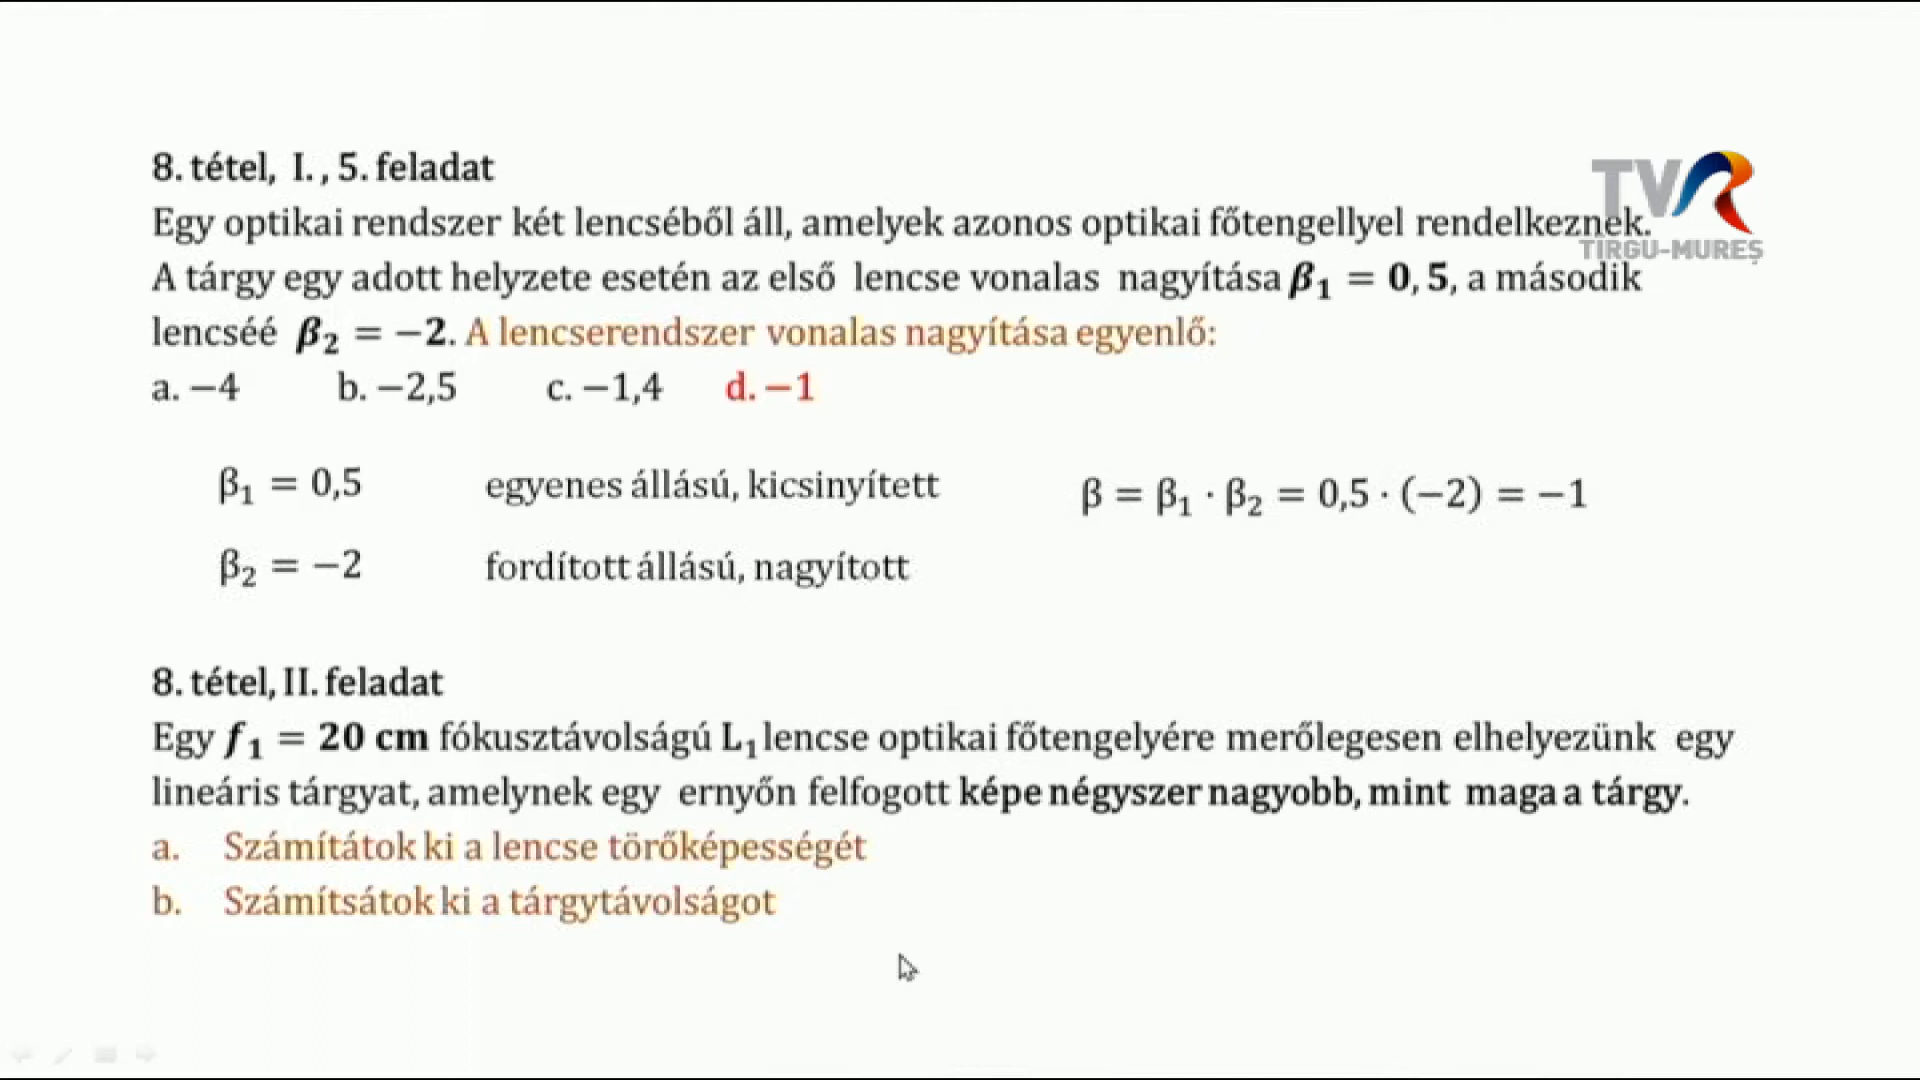 8. tétel, I., 5. feladat
TVR
Egy optikai rendszer két lencséből áll, amelyek azonos optikai főtengellyel rendelkeznek.
TIRGU-MUREȘ
A tárgy egy adott helyzete esetén az első lencse vonalas nagyítása β₁ = 0,5, a második
lencséé β₂ = −2. A lencserendszer vonalas nagyítása egyenlő:
a. −4 b. −2,5 c. −1,4 d. −1
β₁ = 0,5 egyenes állású, kicsinyített β = β₁ · β₂ = 0,5 · (−2) = −1
β₂ = −2 fordított állású, nagyított
8. tétel, II. feladat
Egy f₁ = 20 cm fókusztávolságú L₁ lencse optikai főtengelyére merőlegesen elhelyezünk egy
lineáris tárgyat, amelynek egy ernyőn felfogott képe négyszer nagyobb, mint maga a tárgy.
a. Számítátok ki a lencse törőképességét
b. Számítsátok ki a tárgytávolságot